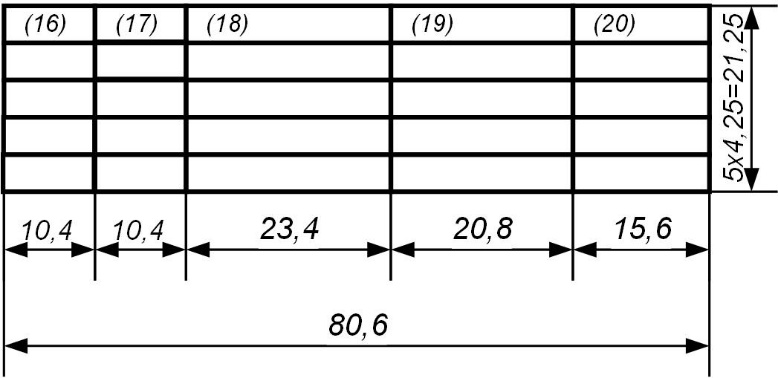 (16) (17) (18) (19) (20)
5x4,25=21,25
10,4 10,4 23,4 20,8 15,6
80,6